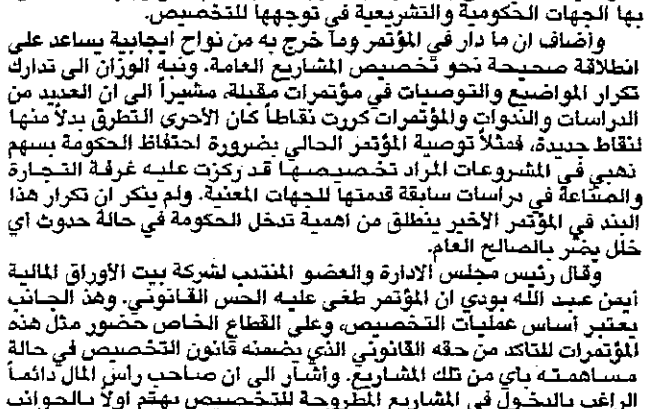 بها الجهات الحكومية والتشريعية في توجهها للتخصيص.
وأضاف ان ما دار في المؤتمر وما خرج به من نواح ايجابية يساعد على
انطلاقة صحيحة نحو تخصيص المشاريع العامة. ونبه الوزان الى تدارك
تكرار المواضيع والتوصيات في مؤتمرات مقبلة، مشيراً الى ان العديد من
الدراسات والندوات والمؤتمرات كررت نقاطاً كان الأحرى التطرق بدلاً منها
لنقاط جديدة، فمثلاً توصية المؤتمر الحالي بضرورة احتفاظ الحكومة بسهم
ذهبي في المشروعات المراد تخصيصها قد ركزت عليه غرفة التجارة
والصناعة في دراسات سابقة قدمتها للجهات المعنية. ولم ينكر ان تكرار هذا
البند في المؤتمر الأخير ينطلق من اهمية تدخل الحكومة في حالة حدوث اي
خلل يضر بالصالح العام.
وقال رئيس مجلس الادارة والعضو المنتدب لشركة بيت الأوراق المالية
أيمن عبد الله بودي ان المؤتمر طغى عليه الحس القانوني. وهذ الجانب
يعتبر أساس عمليات التخصيص، وعلى القطاع الخاص حضور مثل هذه
المؤتمرات للتاكد من حقه القانوني الذي يضمنه قانون التخصيص في حالة
مساهمته باي من تلك المشاريع. وأشار الى ان صاحب راس المال دائماً
الراغب بالدخول في المشاريع المطروحة للتخصيص يهتم اولاً بالجوانب